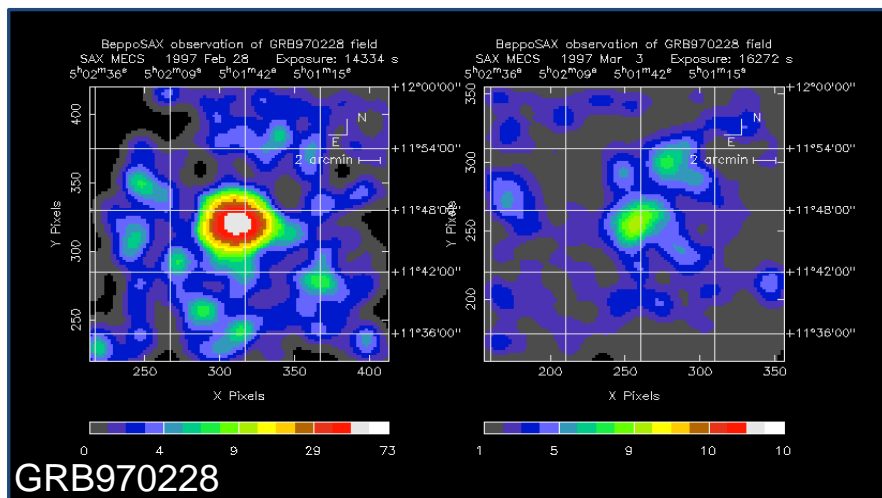 BeppoSAX observation of GRB970228 field
SAX MECS 1997 Feb 28 Exposure: 14334 s
5ʰ02ᵐ36ˢ 5ʰ02ᵐ09ˢ 5ʰ01ᵐ42ˢ 5ʰ01ᵐ15ˢ
+12°00'00"
400
N
E
+11°54'00"
2 arcmin
350
+11°48'00"
Y Pixels
300
+11°42'00"
250
+11°36'00"
250 300 350 400
X Pixels
0 4 9 29 73
BeppoSAX observation of GRB970228 field
SAX MECS 1997 Mar 3 Exposure: 16272 s
5ʰ02ᵐ36ˢ 5ʰ02ᵐ09ˢ 5ʰ01ᵐ42ˢ 5ʰ01ᵐ15ˢ
350
+12°00'00"
N
E
300
+11°54'00"
2 arcmin
Y Pixels
250
+11°48'00"
+11°42'00"
200
+11°36'00"
200 250 300 350
X Pixels
1 5 9 10 10
GRB970228